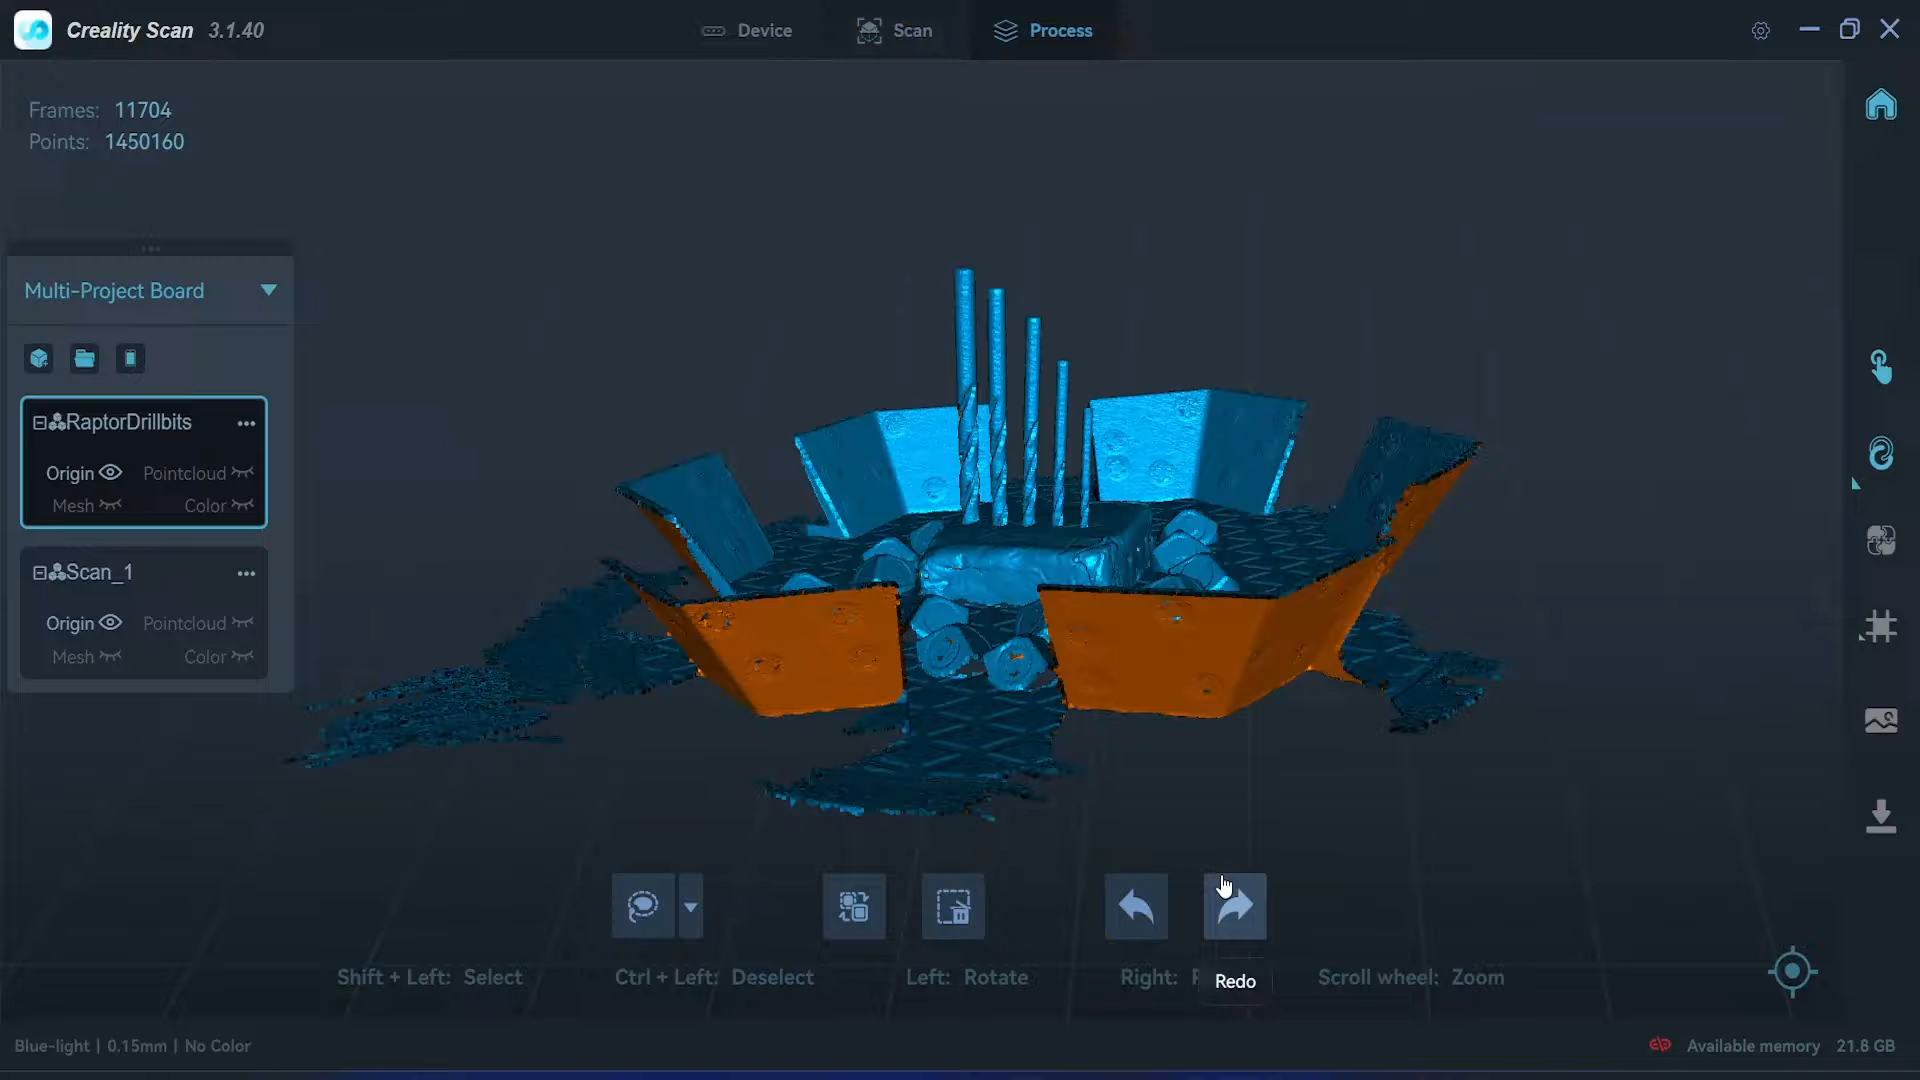 Creality Scan 3.1.40
Device
Scan
Process
Frames: 11704
Points: 1450160
Multi-Project Board
RaptorDrillbits
Origin
Pointcloud
Mesh
Color
Scan_1
Origin
Pointcloud
Mesh
Color
Shift + Left: Select
Ctrl + Left: Deselect
Left: Rotate
Right:
Redo
Scroll wheel: Zoom
Blue-light | 0.15mm | No Color
Available memory 21.8 GB